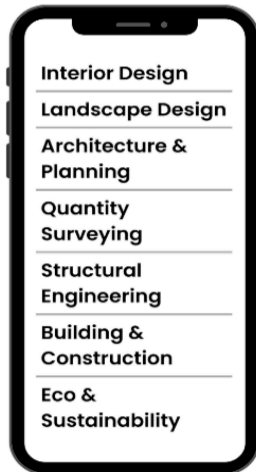 Interior Design
Landscape Design
Architecture &
Planning
Quantity
Surveying
Structural
Engineering
Building &
Construction
Eco &
Sustainability